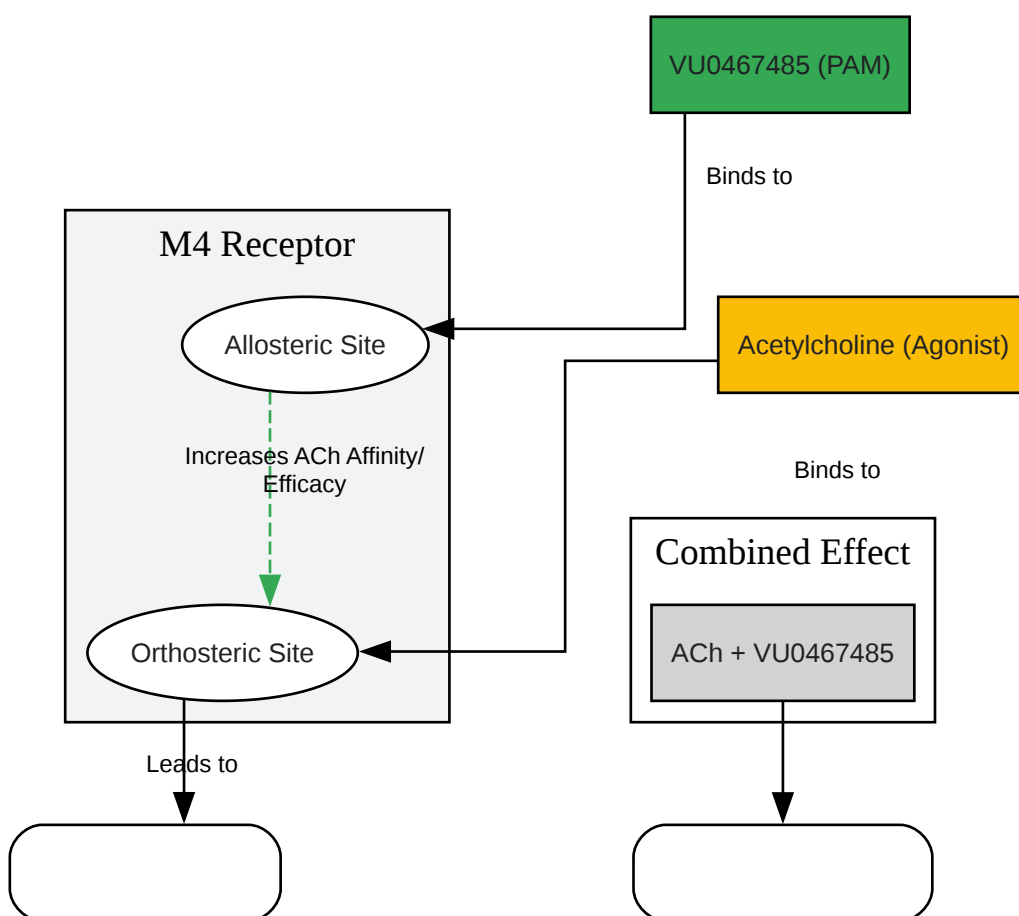 VU0467485 (PAM)
Binds to
M4 Receptor
Allosteric Site
Acetylcholine (Agonist)
Increases ACh Affinity/
Efficacy
Binds to
Combined Effect
Orthosteric Site
ACh + VU0467485
Leads to